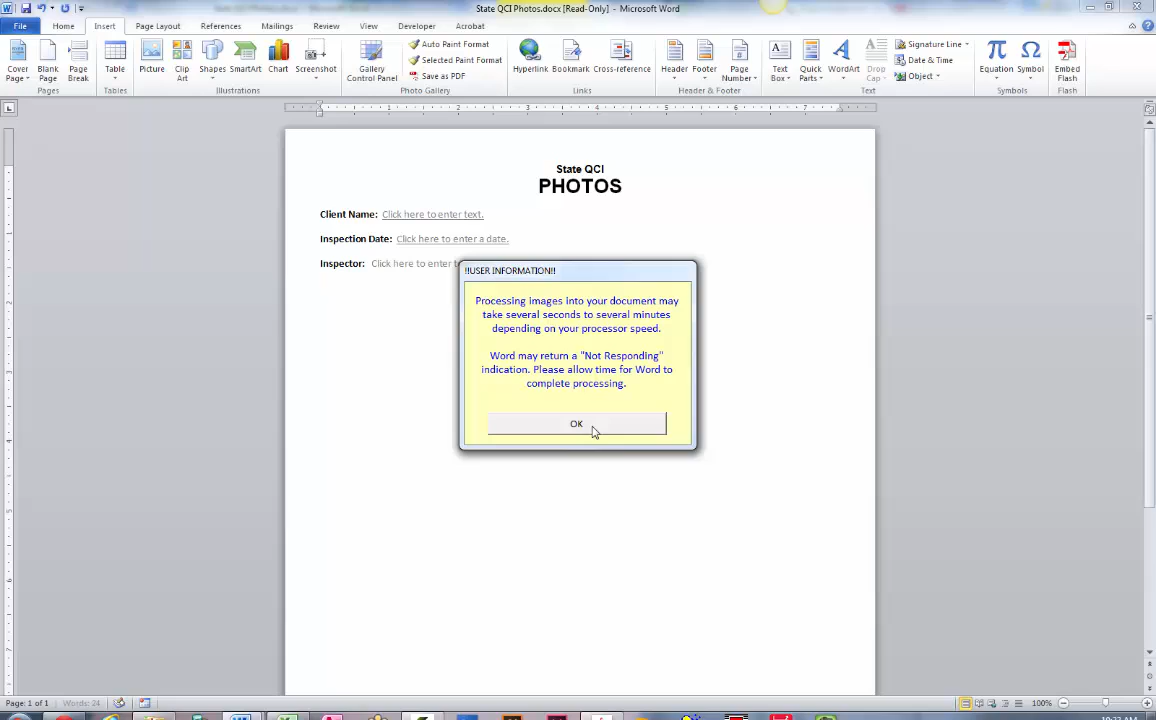 State QCI Photos.docx [Read-Only] - Microsoft Word
File Home Insert Page Layout References Mailings Review View Developer Acrobat
Cover Page Blank Page Page Break Table Picture Clip Art Shapes SmartArt Chart Screenshot Gallery Control Panel Auto Paint Format Selected Paint Format Save as PDF Hyperlink Bookmark Cross-reference Header Footer Page Number Text Box Quick Parts WordArt Drop Cap Signature Line Date & Time Object Equation Symbol Embed Flash
Pages Tables Illustrations Photo Gallery Links Header & Footer Text Symbols Flash
State QCI
PHOTOS
Client Name: Click here to enter text.
Inspection Date: Click here to enter a date.
Inspector: Click here to enter
!!USER INFORMATION!!
Processing images into your document may
take several seconds to several minutes
depending on your processor speed.
Word may return a "Not Responding"
indication. Please allow time for Word to
complete processing.
OK
Page: 1 of 1 Words: 24 100%